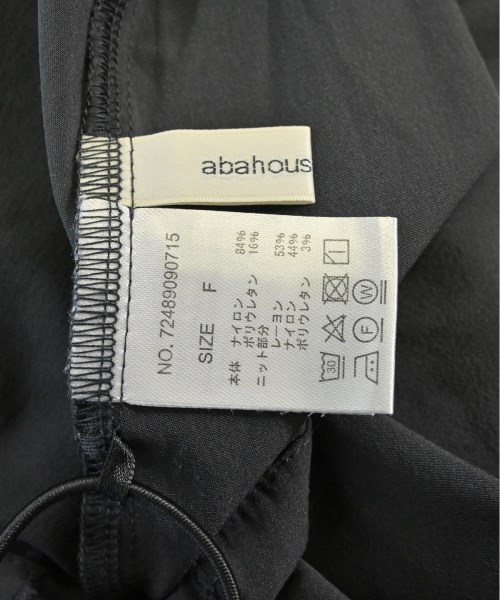 abahous
NO. 72489090715
SIZE F
本体 ナイロン 84%
ポリウレタン 16%
ニット部分
レーヨン 53%
ナイロン 44%
ポリウレタン 3%
30
F
W